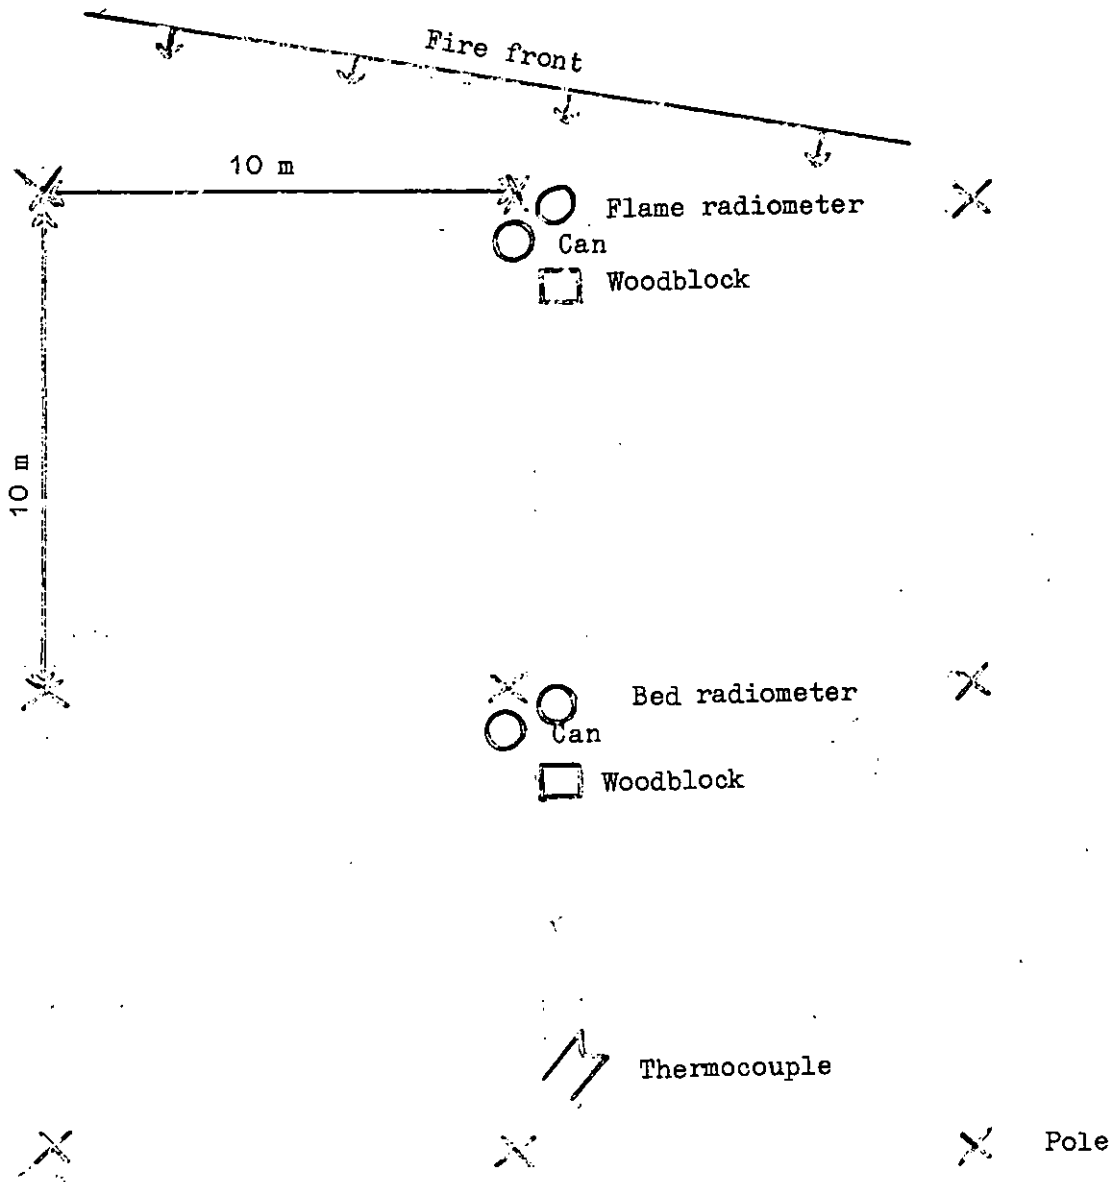 Fire front
10 m
Flame radiometer
Can
Woodblock
10 m
Bed radiometer
Can
Woodblock
Thermocouple
Pole